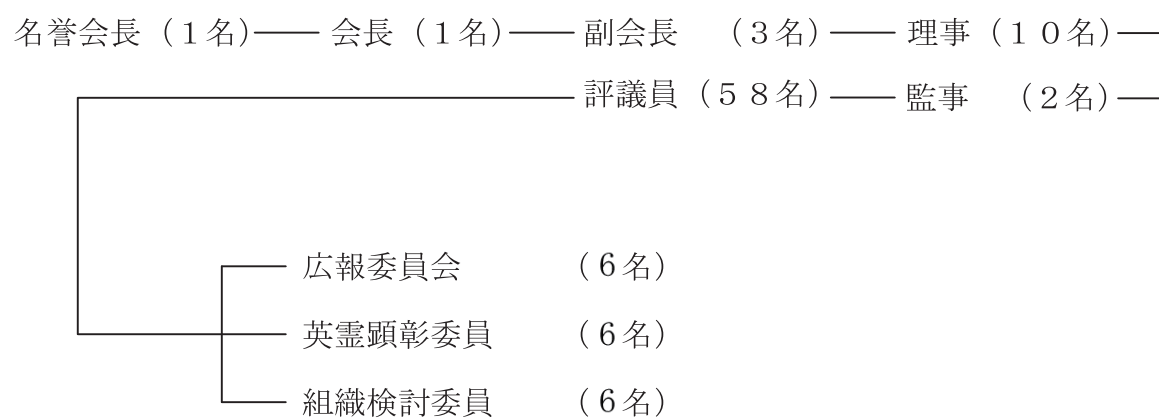 名誉会長（１名）── 会長（１名）── 副会長　（３名）── 理事（１０名）──
評議員（５８名）── 監事　（２名）──
広報委員会　　（６名）
英霊顕彰委員　　（６名）
組織検討委員　　（６名）